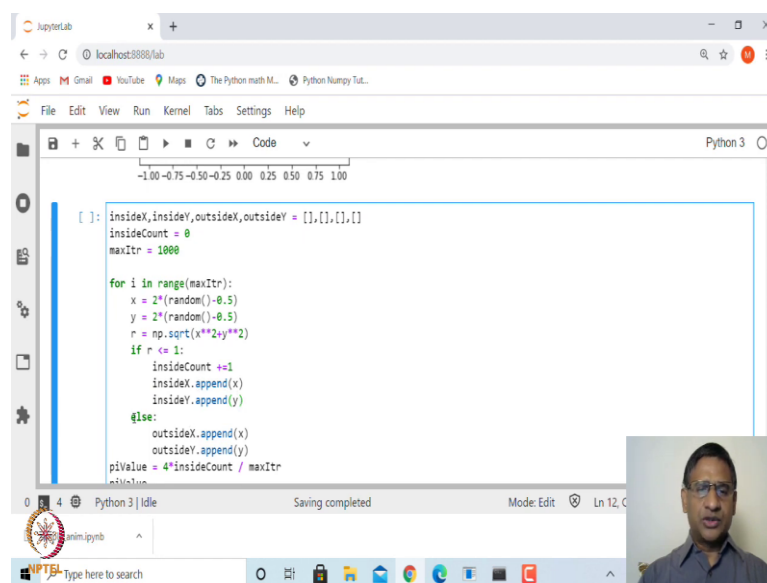 JupyterLab
localhost:8888/lab
M
Apps Gmail YouTube Maps The Python math M... Python Numpy Tut...
File Edit View Run Kernel Tabs Settings Help
Code Python 3
-1.00 -0.75 -0.50 -0.25 0.00 0.25 0.50 0.75 1.00
[ ]: insideX,insideY,outsideX,outsideY = [],[],[],[]
insideCount = 0
maxItr = 1000
for i in range(maxItr):
x = 2*(random()-0.5)
y = 2*(random()-0.5)
r = np.sqrt(x**2+y**2)
if r <= 1:
insideCount +=1
insideX.append(x)
insideY.append(y)
else:
outsideX.append(x)
outsideY.append(y)
piValue = 4*insideCount / maxItr
piValue
0 4 Python 3 | Idle Saving completed Mode: Edit Ln 12, C
anim.ipynb
NPTEL Type here to search